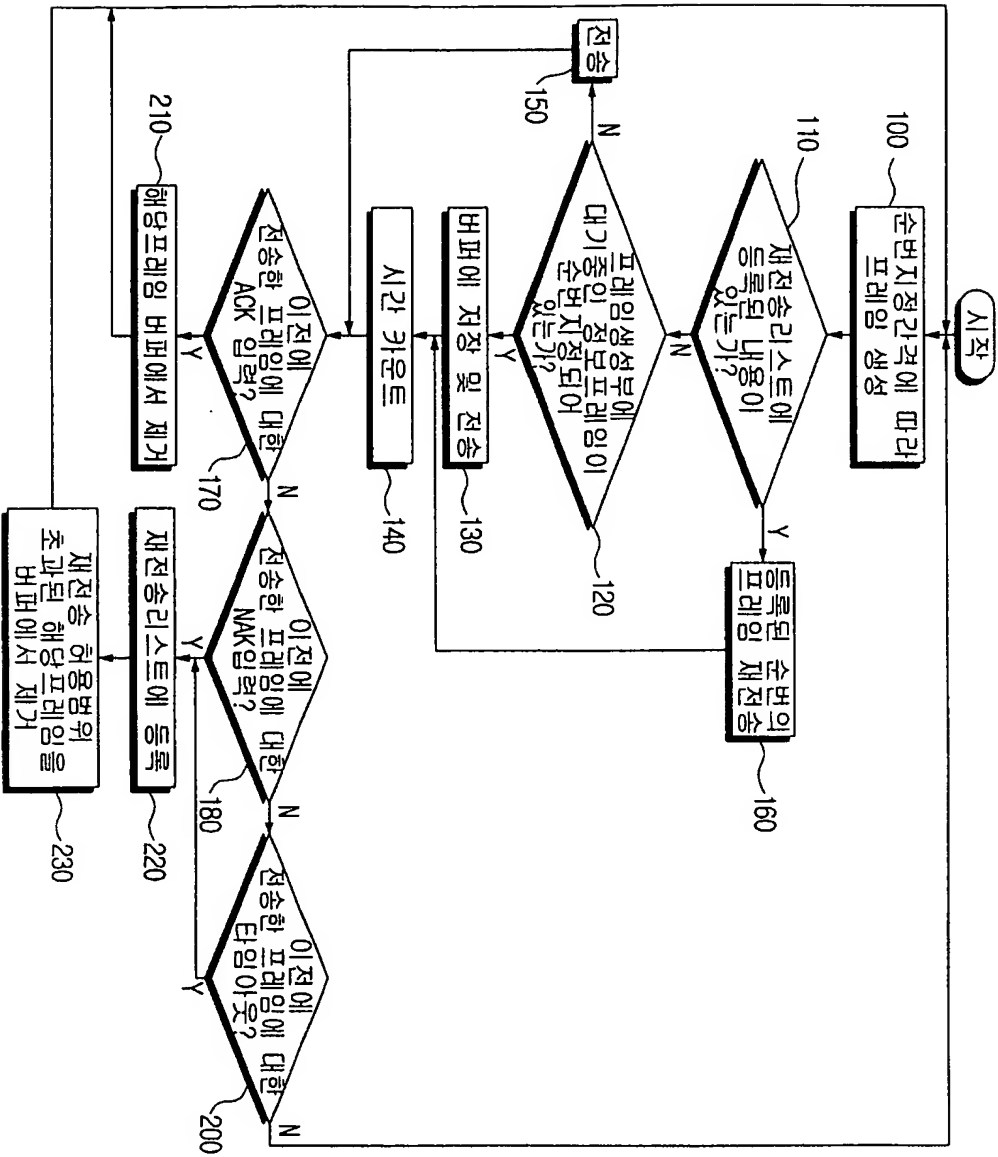 시작
순번지정간격에 따라
프레임 생성
100
재전송리스트에
등록된 내용이
있는가?
110
Y
N
등록된 순번의
프레임 재전송
160
프레임생성부에
대기중인 정보프레임이
순번지정되어
있는가?
120
N
Y
전송
150
버퍼에 저장 및 전송
130
시간 카운트
140
이전에
전송한 프레임에 대한
ACK 입력?
170
N
Y
이전에
전송한 프레임에 대한
NAK입력?
180
N
Y
이전에
전송한 프레임에 대한
타임아웃?
200
N
Y
해당프레임 버퍼에서 제거
210
재전송리스트에 등록
220
재전송 허용범위
초과된 해당프레임을
버퍼에서 제거
230